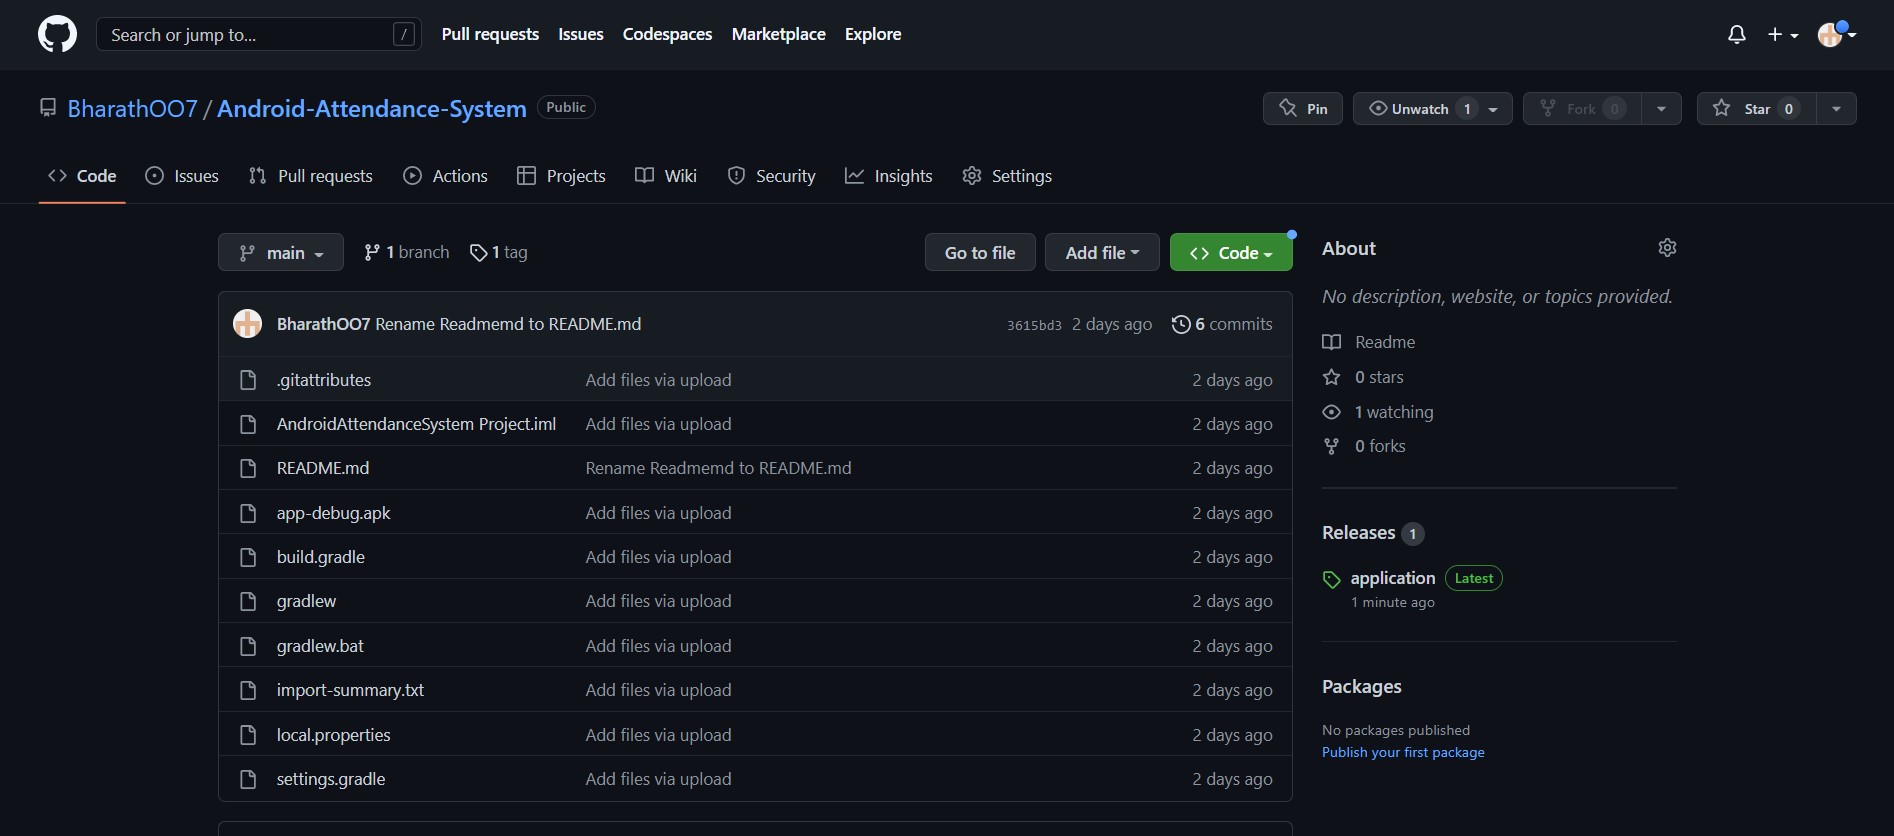 Search or jump to... / Pull requests Issues Codespaces Marketplace Explore
BharathOO7 / Android-Attendance-System Public Pin Unwatch 1 Fork 0 Star 0
Code Issues Pull requests Actions Projects Wiki Security Insights Settings
main 1 branch 1 tag Go to file Add file Code
BharathOO7 Rename Readmemd to README.md 3615bd3 2 days ago 6 commits
.gitattributes Add files via upload 2 days ago
AndroidAttendanceSystem Project.iml Add files via upload 2 days ago
README.md Rename Readmemd to README.md 2 days ago
app-debug.apk Add files via upload 2 days ago
build.gradle Add files via upload 2 days ago
gradlew Add files via upload 2 days ago
gradlew.bat Add files via upload 2 days ago
import-summary.txt Add files via upload 2 days ago
local.properties Add files via upload 2 days ago
settings.gradle Add files via upload 2 days ago
About
No description, website, or topics provided.
Readme
0 stars
1 watching
0 forks
Releases 1
application Latest
1 minute ago
Packages
No packages published
Publish your first package